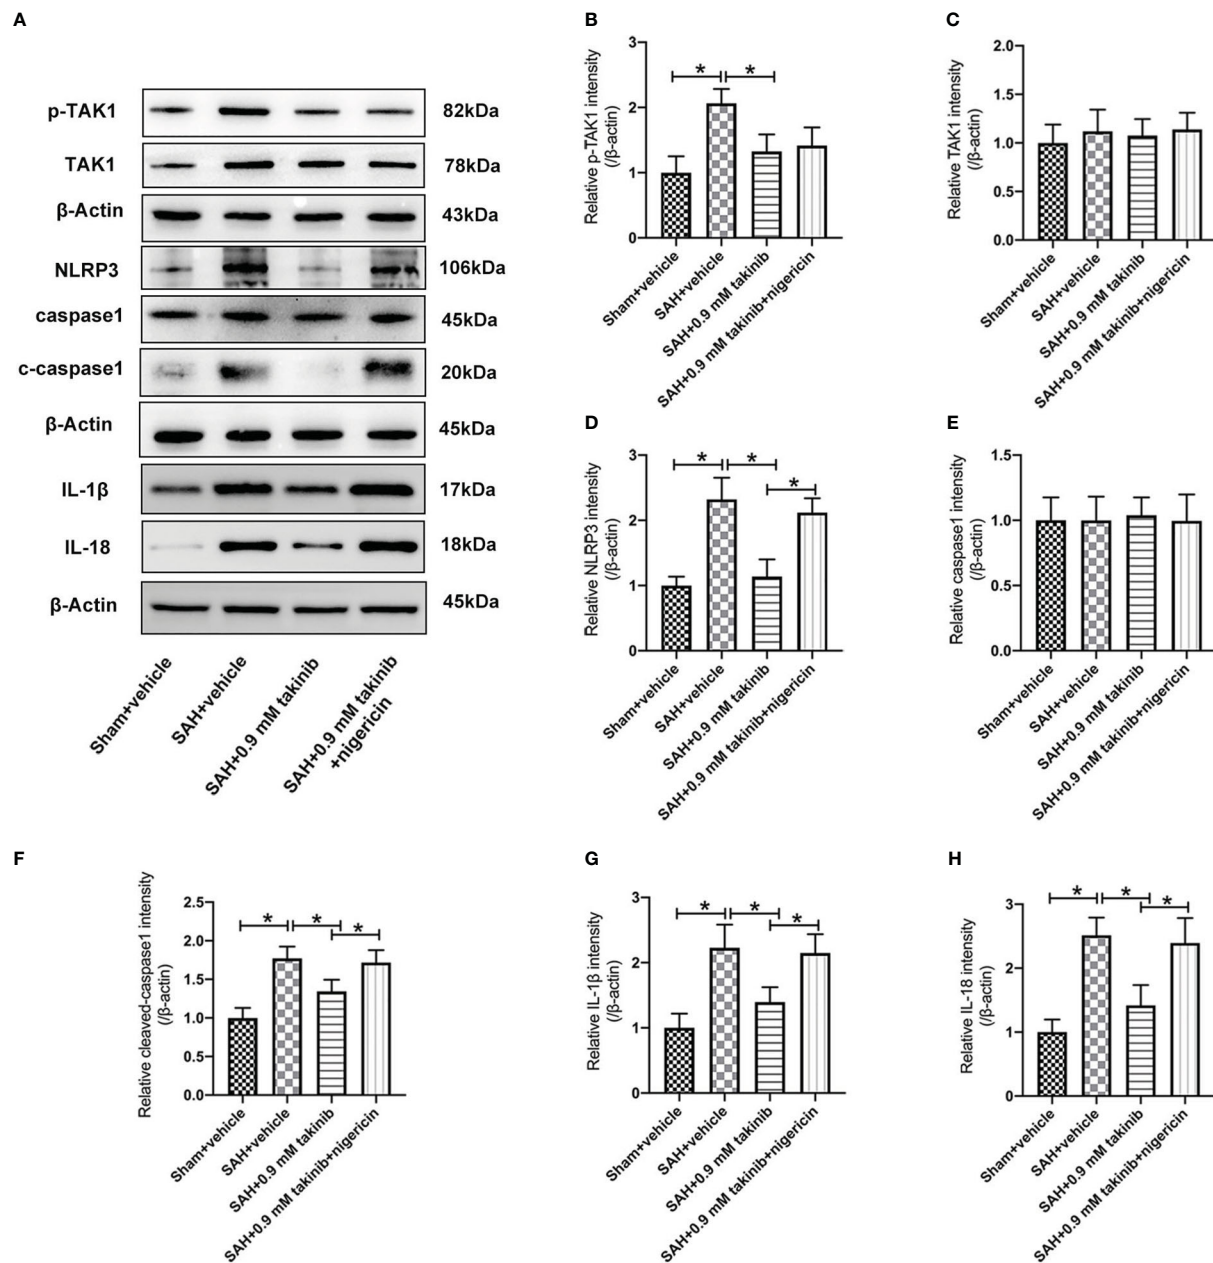 A
p-TAK1 82kDa
TAK1 78kDa
β-Actin 43kDa
NLRP3 106kDa
caspase1 45kDa
c-caspase1 20kDa
β-Actin 45kDa
IL-1β 17kDa
IL-18 18kDa
β-Actin 45kDa
Sham+vehicle
SAH+vehicle
SAH+0.9 mM takinib
SAH+0.9 mM takinib
+nigericin
B
Relative p-TAK1 intensity
(/β-actin)
3
2
1
0
* *
Sham+vehicle
SAH+vehicle
SAH+0.9 mM takinib
SAH+0.9 mM takinib+nigericin
C
Relative TAK1 intensity
(/β-actin)
2.0
1.5
1.0
0.5
0.0
Sham+vehicle
SAH+vehicle
SAH+0.9 mM takinib
SAH+0.9 mM takinib+nigericin
D
Relative NLRP3 intensity
(/β-actin)
3
2
1
0
* * *
Sham+vehicle
SAH+vehicle
SAH+0.9 mM takinib
SAH+0.9 mM takinib+nigericin
E
Relative caspase1 intensity
(/β-actin)
1.5
1.0
0.5
0.0
Sham+vehicle
SAH+vehicle
SAH+0.9 mM takinib
SAH+0.9 mM takinib+nigericin
F
Relative cleaved-caspase1 intensity
(/β-actin)
2.5
2.0
1.5
1.0
0.5
0.0
* * *
Sham+vehicle
SAH+vehicle
SAH+0.9 mM takinib
SAH+0.9 mM takinib+nigericin
G
Relative IL-1β intensity
(/β-actin)
3
2
1
0
* * *
Sham+vehicle
SAH+vehicle
SAH+0.9 mM takinib
SAH+0.9 mM takinib+nigericin
H
Relative IL-18 intensity
(/β-actin)
3
2
1
0
* * *
Sham+vehicle
SAH+vehicle
SAH+0.9 mM takinib
SAH+0.9 mM takinib+nigericin